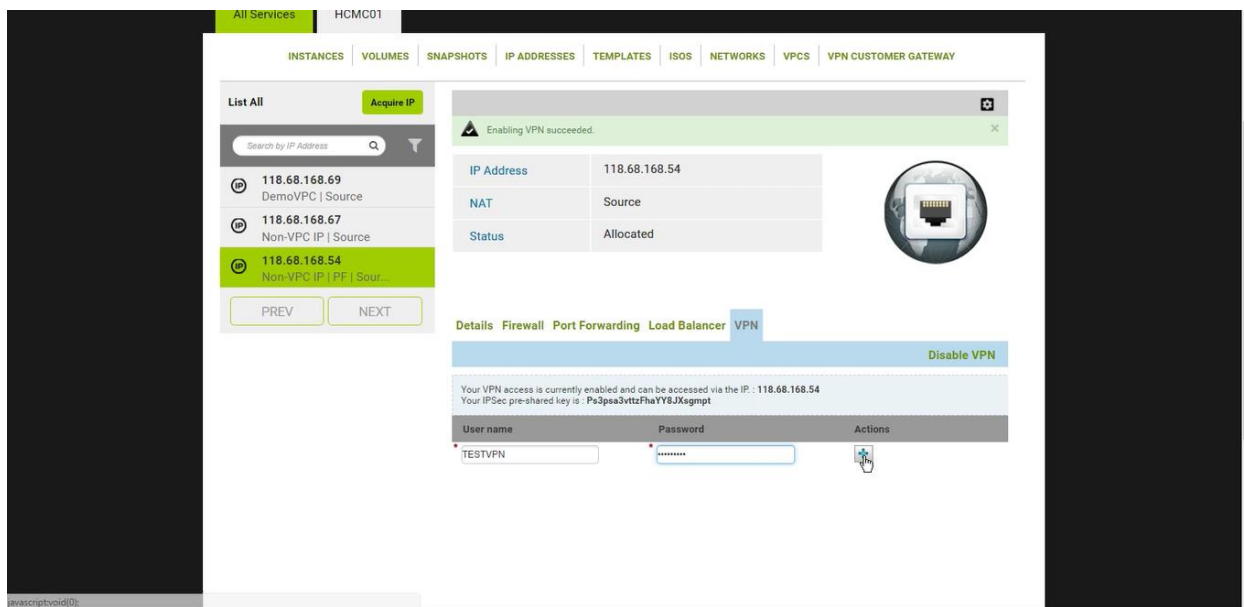 All Services HCMC01
INSTANCES VOLUMES SNAPSHOTS IP ADDRESSES TEMPLATES ISOS NETWORKS VPCS VPN CUSTOMER GATEWAY
List All Acquire IP
Search by IP Address
IP 118.68.168.69
DemoVPC | Source
IP 118.68.168.67
Non-VPC IP | Source
IP 118.68.168.54
Non-VPC IP | PF | Sour...
PREV NEXT
Enabling VPN succeeded. ×
IP Address 118.68.168.54
NAT Source
Status Allocated
Details Firewall Port Forwarding Load Balancer VPN
Disable VPN
Your VPN access is currently enabled and can be accessed via the IP. : 118.68.168.54
Your IPSec pre-shared key is : Ps3psa3vttzFhaYY8JXsgmpt
User name Password Actions
* TESTVPN * •••••••••
javascript:void(0);